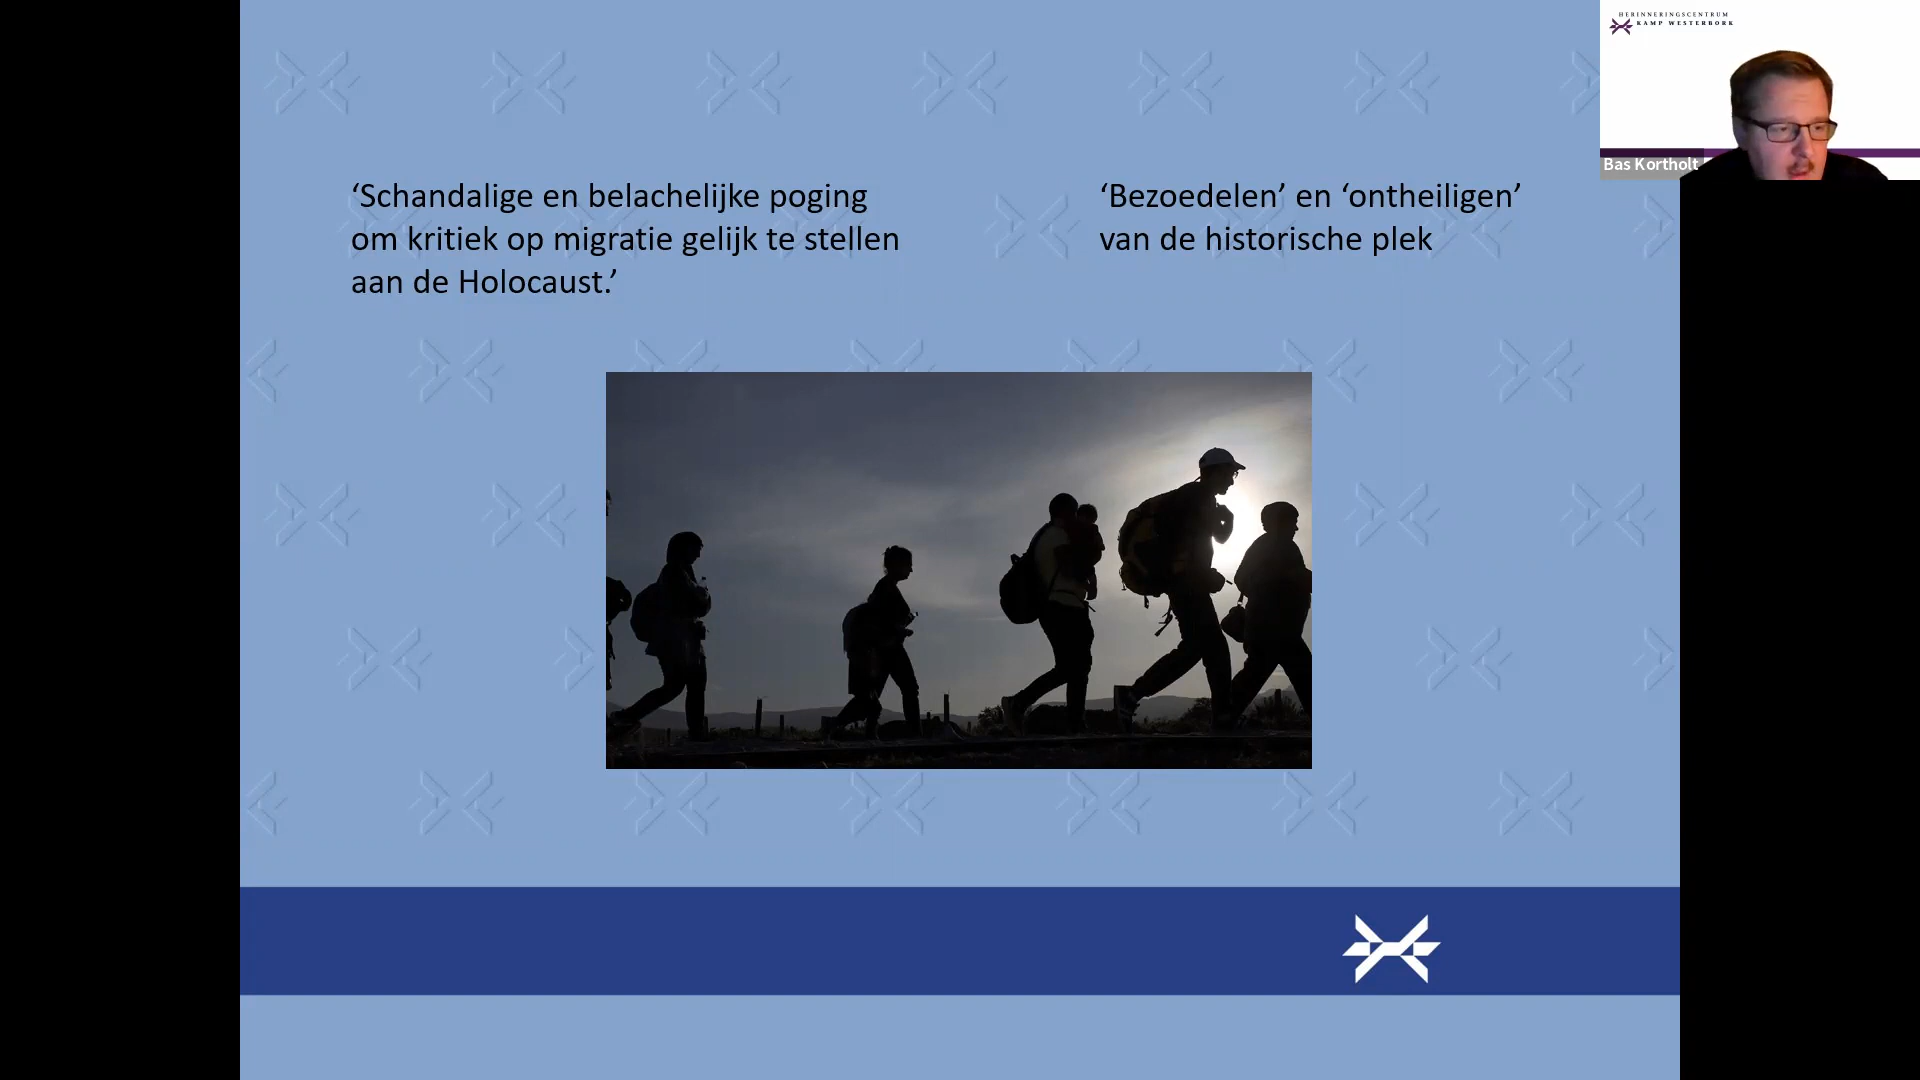 HERINNERINGSCENTRUM
KAMP WESTERBORK
Bas Kortholt
‘Schandalige en belachelijke poging
om kritiek op migratie gelijk te stellen
aan de Holocaust.’
‘Bezoedelen’ en ‘ontheiligen’
van de historische plek